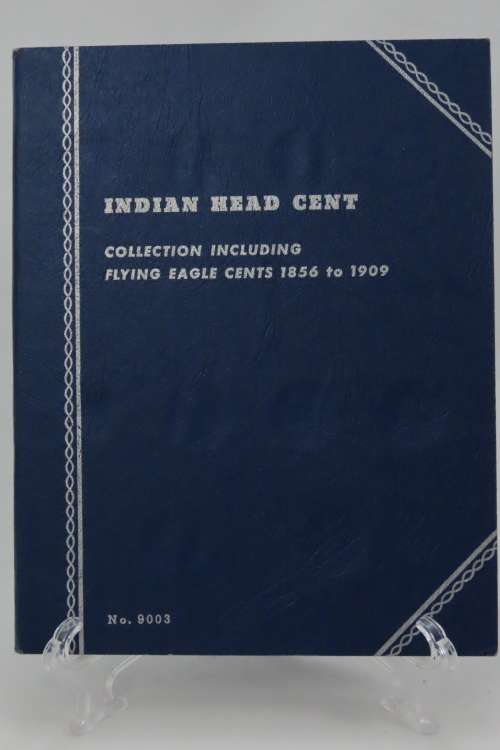 INDIAN HEAD CENT
COLLECTION INCLUDING
FLYING EAGLE CENTS 1856 to 1909
No. 9003